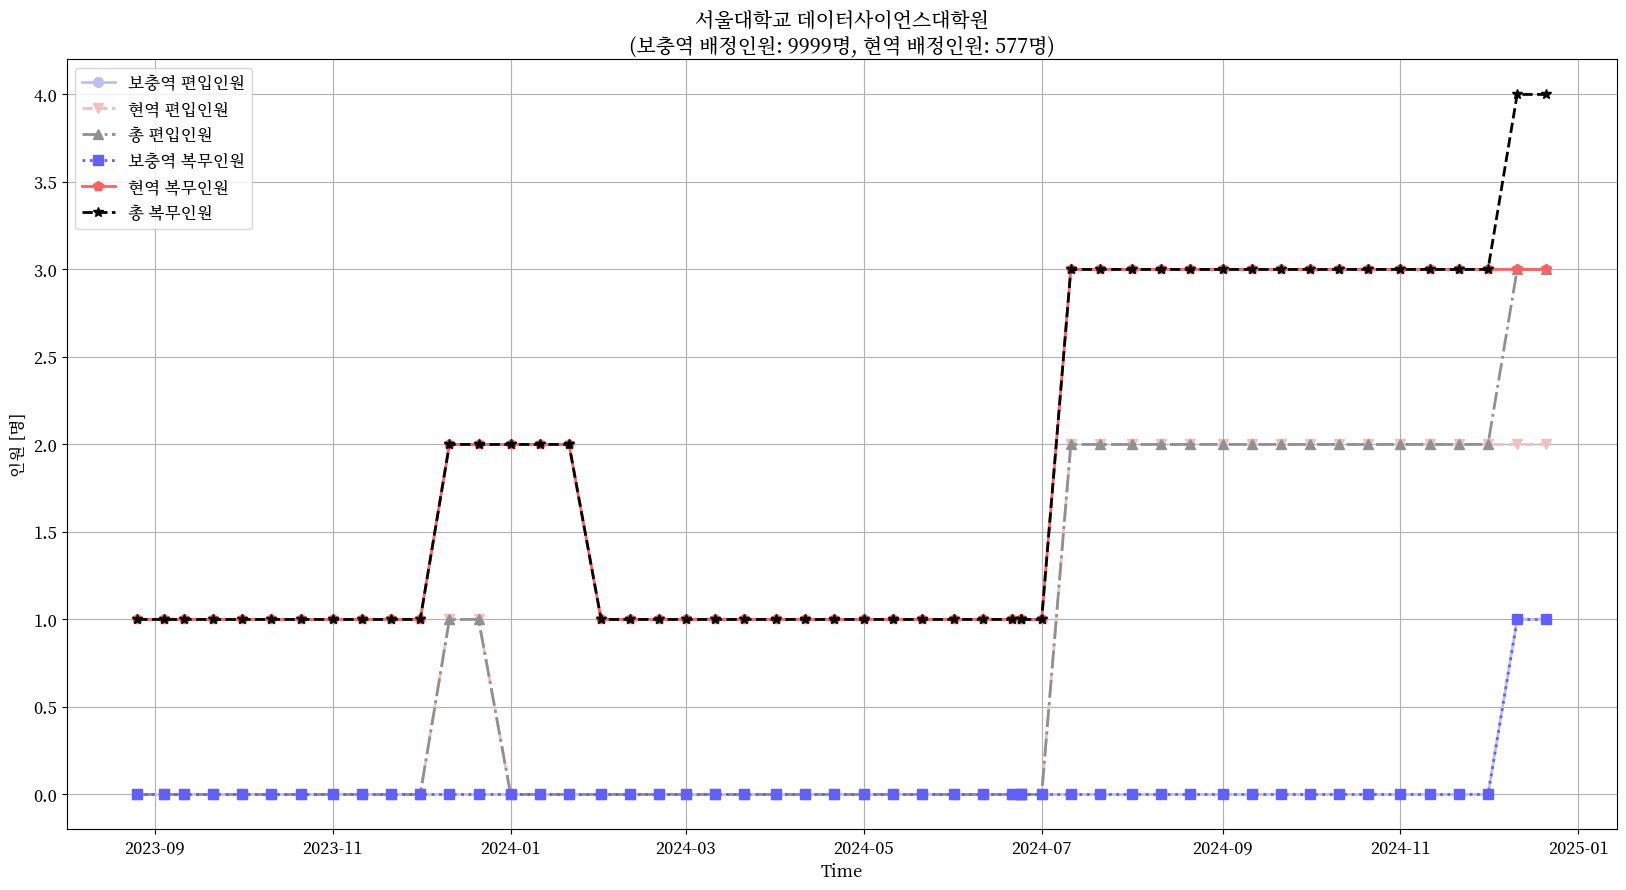 서울대학교 데이터사이언스대학원
(보충역 배정인원: 9999명, 현역 배정인원: 577명)
보충역 편입인원
현역 편입인원
총 편입인원
보충역 복무인원
현역 복무인원
총 복무인원
인원 [명]
4.0
3.5
3.0
2.5
2.0
1.5
1.0
0.5
0.0
2023-09 2023-11 2024-01 2024-03 2024-05 2024-07 2024-09 2024-11 2025-01
Time